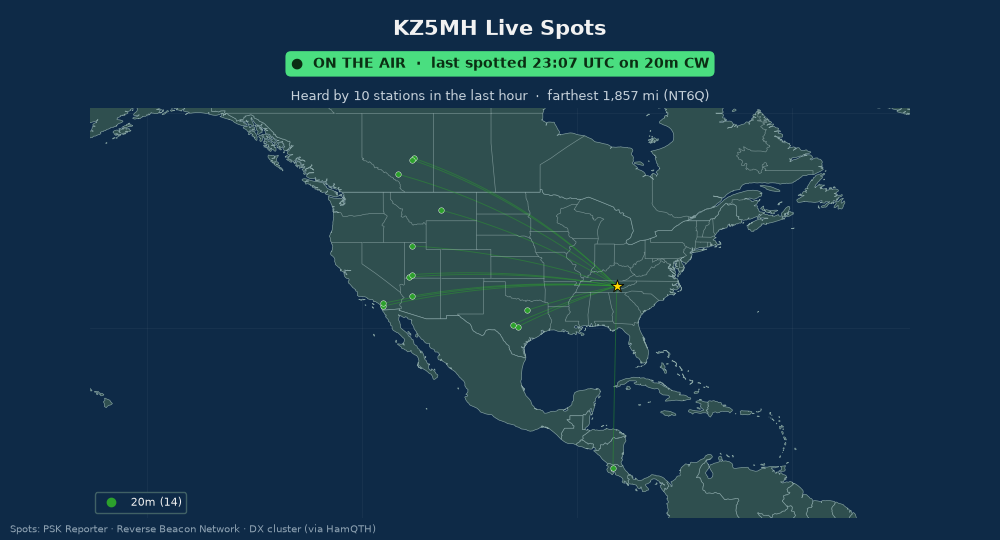 KZ5MH Live Spots
● ON THE AIR · last spotted 23:07 UTC on 20m CW
Heard by 10 stations in the last hour · farthest 1,857 mi (NT6Q)
20m (14)
Spots: PSK Reporter · Reverse Beacon Network · DX cluster (via HamQTH)